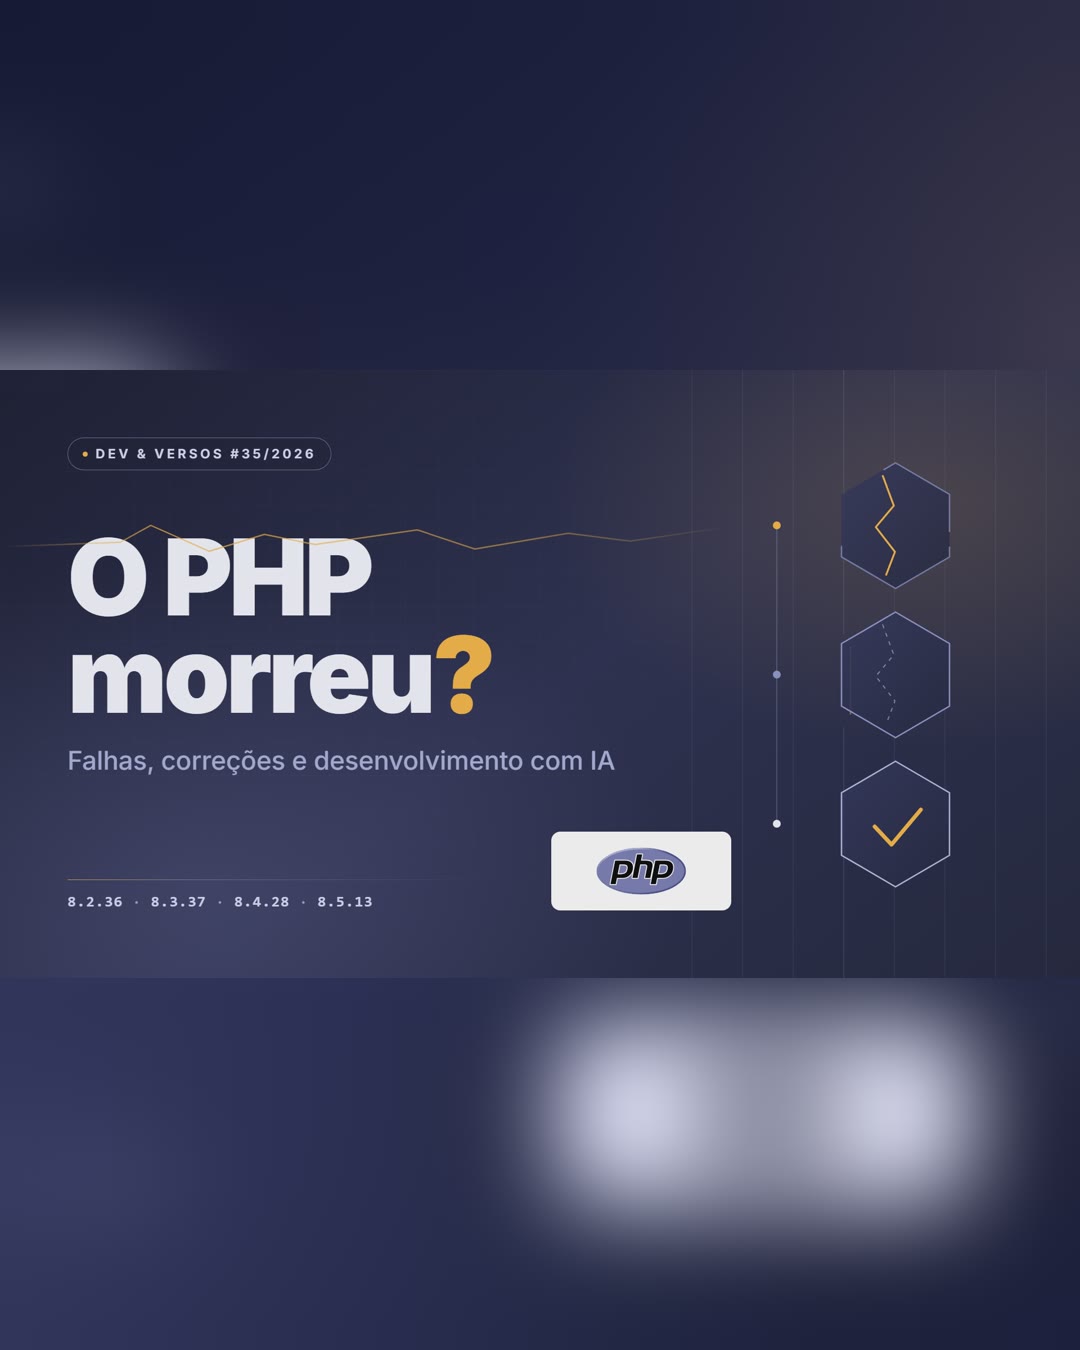 DEV & VERSOS #35/2026
O PHP
morreu?
Falhas, correções e desenvolvimento com IA
php
8.2.36 · 8.3.37 · 8.4.28 · 8.5.13